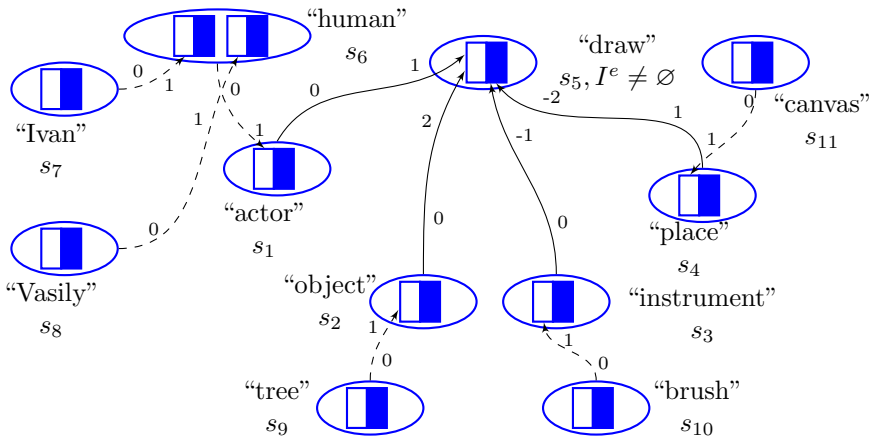 “human”
s₆
“draw”
s₅, Iᵉ ≠ ∅
“canvas”
s₁₁
“Ivan”
s₇
“actor”
s₁
“place”
s₄
“Vasily”
s₈
“object”
s₂
“instrument”
s₃
“tree”
s₉
“brush”
s₁₀
0
1
0
1
0
1
0
1
2
0
-1
0
-2
1
0
1
1
0
1
0